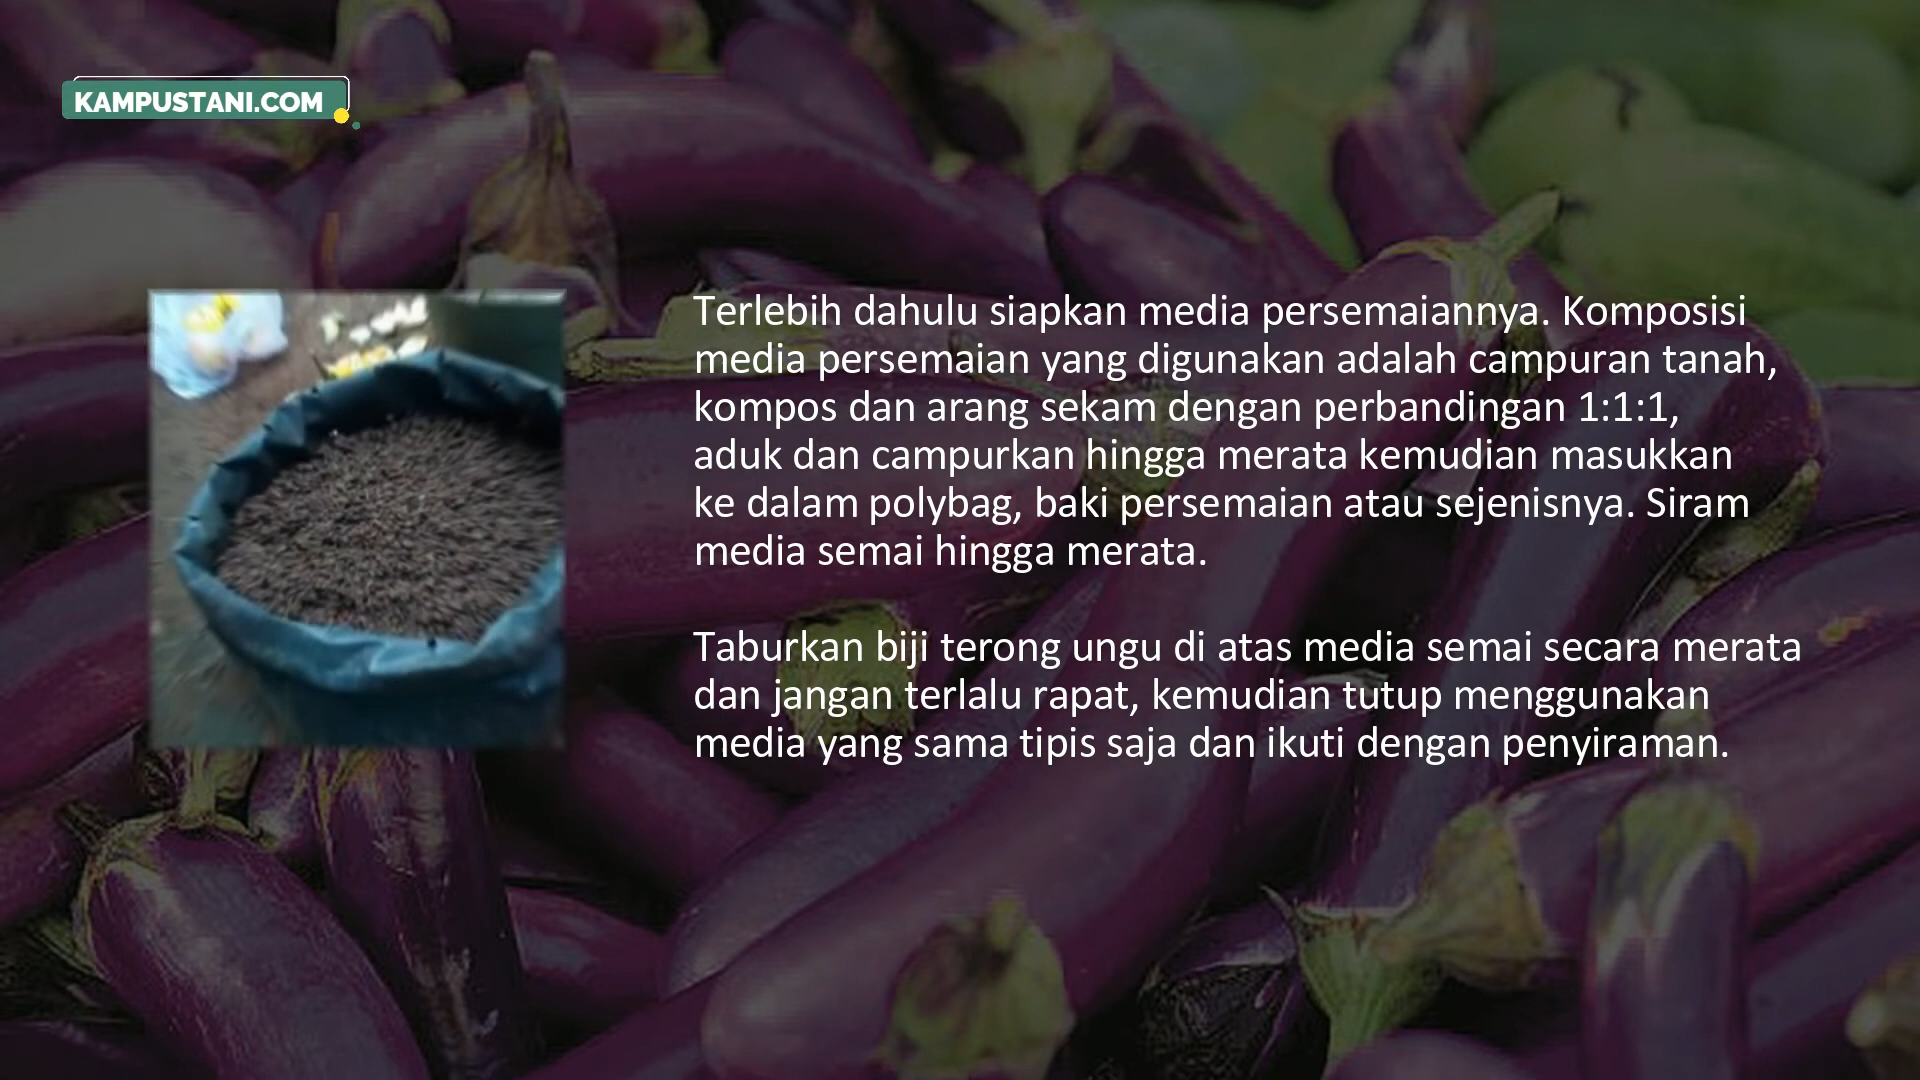 KAMPUSTANI.COM
Terlebih dahulu siapkan media persemaiannya. Komposisi
media persemaian yang digunakan adalah campuran tanah,
kompos dan arang sekam dengan perbandingan 1:1:1,
aduk dan campurkan hingga merata kemudian masukkan
ke dalam polybag, baki persemaian atau sejenisnya. Siram
media semai hingga merata.
Taburkan biji terong ungu di atas media semai secara merata
dan jangan terlalu rapat, kemudian tutup menggunakan
media yang sama tipis saja dan ikuti dengan penyiraman.